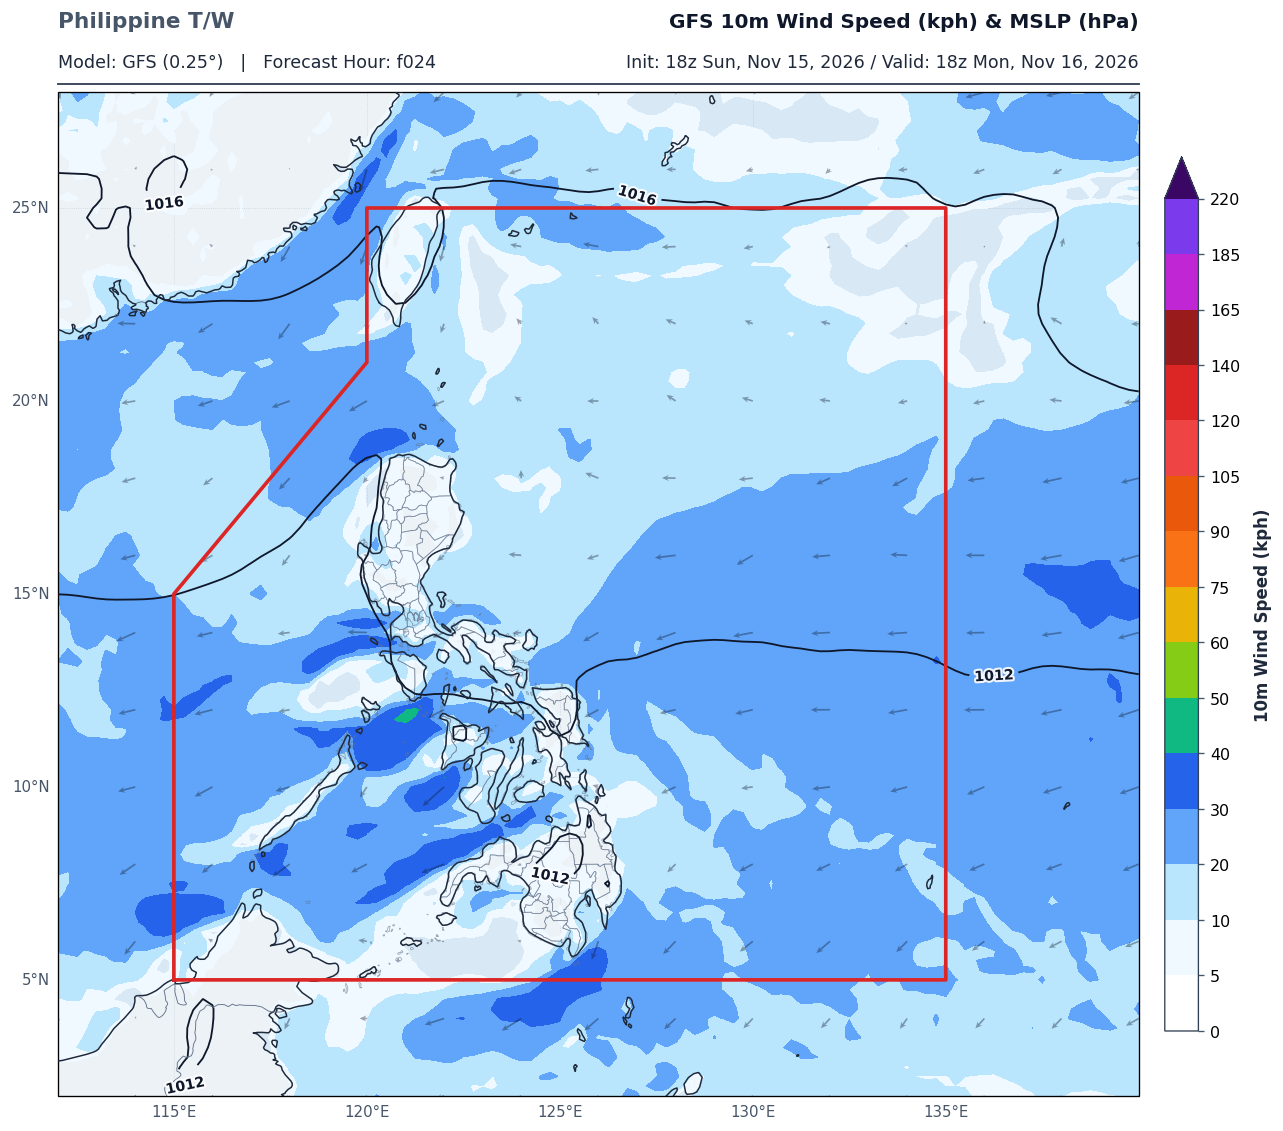 Philippine T/W
GFS 10m Wind Speed (kph) & MSLP (hPa)
Model: GFS (0.25°)   |   Forecast Hour: f024
Init: 18z Sun, Nov 15, 2026 / Valid: 18z Mon, Nov 16, 2026
1016
1016
1012
1012
1012
25°N
20°N
15°N
10°N
5°N
115°E
120°E
125°E
130°E
135°E
220
185
165
140
120
105
90
75
60
50
40
30
20
10
5
0
10m Wind Speed (kph)